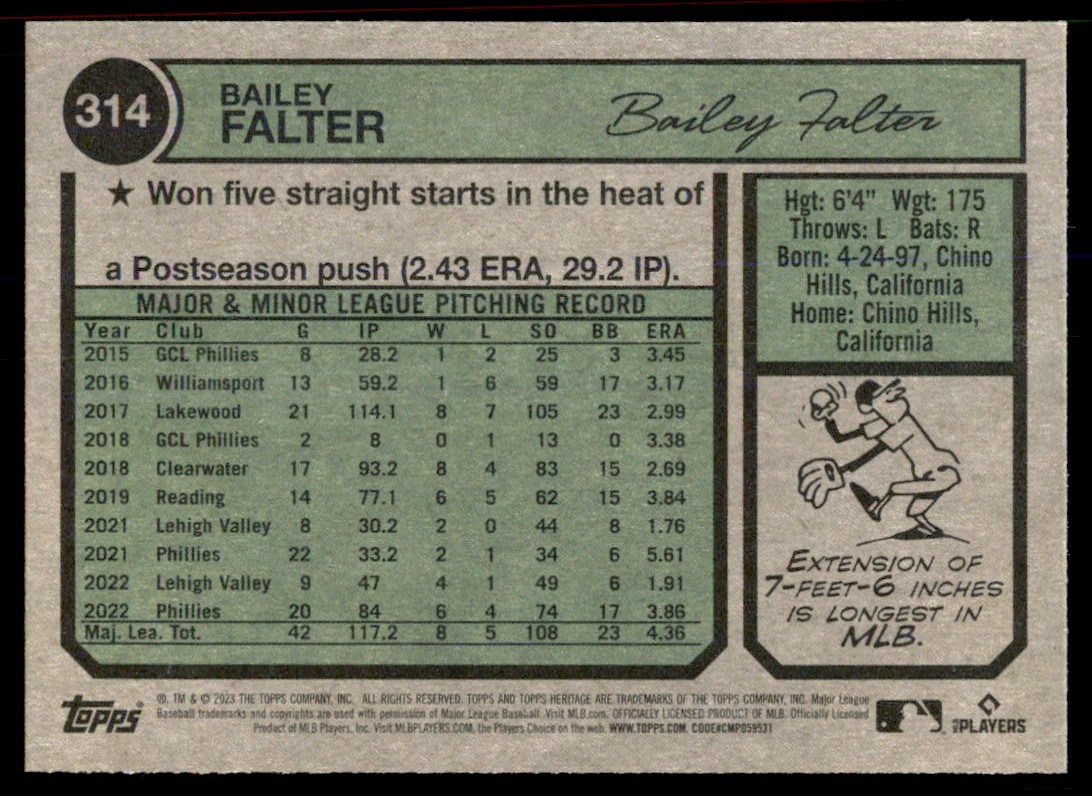 314
BAILEY
FALTER
Bailey Falter
★ Won five straight starts in the heat of
a Postseason push (2.43 ERA, 29.2 IP).
MAJOR & MINOR LEAGUE PITCHING RECORD
Year Club G IP W L SO BB ERA
2015 GCL Phillies 8 28.2 1 2 25 3 3.45
2016 Williamsport 13 59.2 1 6 59 17 3.17
2017 Lakewood 21 114.1 8 7 105 23 2.99
2018 GCL Phillies 2 8 0 1 13 0 3.38
2018 Clearwater 17 93.2 8 4 83 15 2.69
2019 Reading 14 77.1 6 5 62 15 3.84
2021 Lehigh Valley 8 30.2 2 0 44 8 1.76
2021 Phillies 22 33.2 2 1 34 6 5.61
2022 Lehigh Valley 9 47 4 1 49 6 1.91
2022 Phillies 20 84 6 4 74 17 3.86
Maj. Lea. Tot. 42 117.2 8 5 108 23 4.36
Hgt: 6'4" Wgt: 175
Throws: L Bats: R
Born: 4-24-97, Chino
Hills, California
Home: Chino Hills,
California
EXTENSION OF
7-FEET-6 INCHES
IS LONGEST IN
MLB.
Topps
®, TM & © 2023 THE TOPPS COMPANY, INC. ALL RIGHTS RESERVED. TOPPS AND TOPPS HERITAGE ARE TRADEMARKS OF THE TOPPS COMPANY, INC. Major League
Baseball trademarks and copyrights are used with permission of Major League Baseball. Visit MLB.com. OFFICIALLY LICENSED PRODUCT OF MLB. Officially Licensed
Product of MLB Players, Inc. Visit MLBPLAYERS.COM, the Players Choice on the web. WWW.TOPPS.COM. CODE#CMP059531
MLB PLAYERS